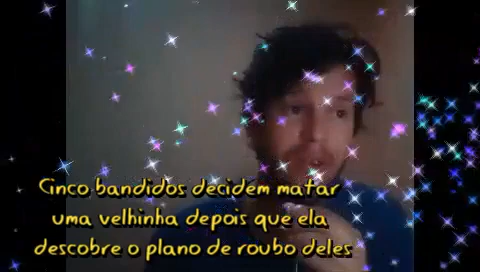 Cinco bandidos decidem matar
uma velhinha depois que ela
descobre o plano de roubo deles